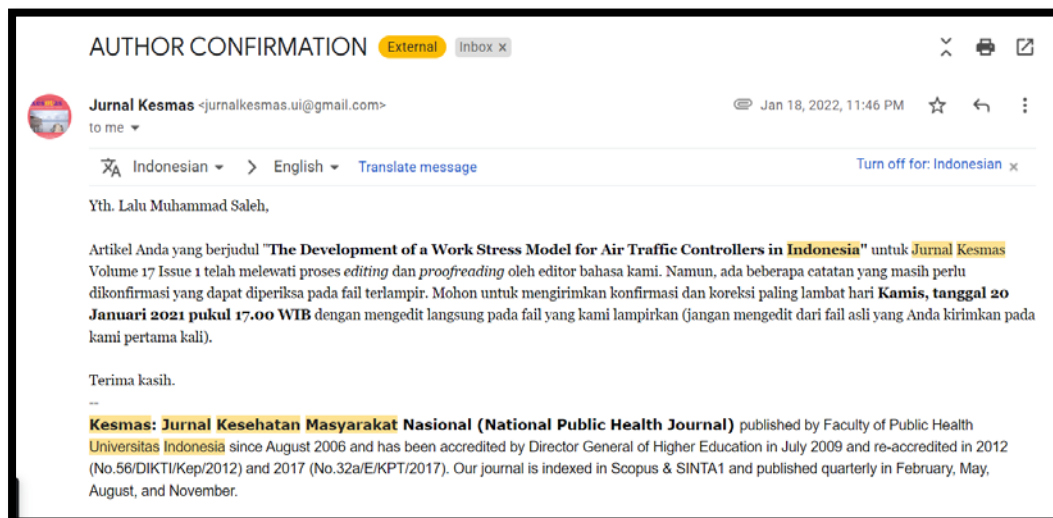 AUTHOR CONFIRMATION External Inbox x
Jurnal Kesmas <jurnalkesmas.ui@gmail.com> Jan 18, 2022, 11:46 PM
to me
Indonesian > English Translate message Turn off for: Indonesian x
Yth. Lalu Muhammad Saleh,
Artikel Anda yang berjudul "The Development of a Work Stress Model for Air Traffic Controllers in Indonesia" untuk Jurnal Kesmas
Volume 17 Issue 1 telah melewati proses editing dan proofreading oleh editor bahasa kami. Namun, ada beberapa catatan yang masih perlu
dikonfirmasi yang dapat diperiksa pada fail terlampir. Mohon untuk mengirimkan konfirmasi dan koreksi paling lambat hari Kamis, tanggal 20
Januari 2021 pukul 17.00 WIB dengan mengedit langsung pada fail yang kami lampirkan (jangan mengedit dari fail asli yang Anda kirimkan pada
kami pertama kali).
Terima kasih.
--
Kesmas: Jurnal Kesehatan Masyarakat Nasional (National Public Health Journal) published by Faculty of Public Health
Universitas Indonesia since August 2006 and has been accredited by Director General of Higher Education in July 2009 and re-accredited in 2012
(No.56/DIKTI/Kep/2012) and 2017 (No.32a/E/KPT/2017). Our journal is indexed in Scopus & SINTA1 and published quarterly in February, May,
August, and November.